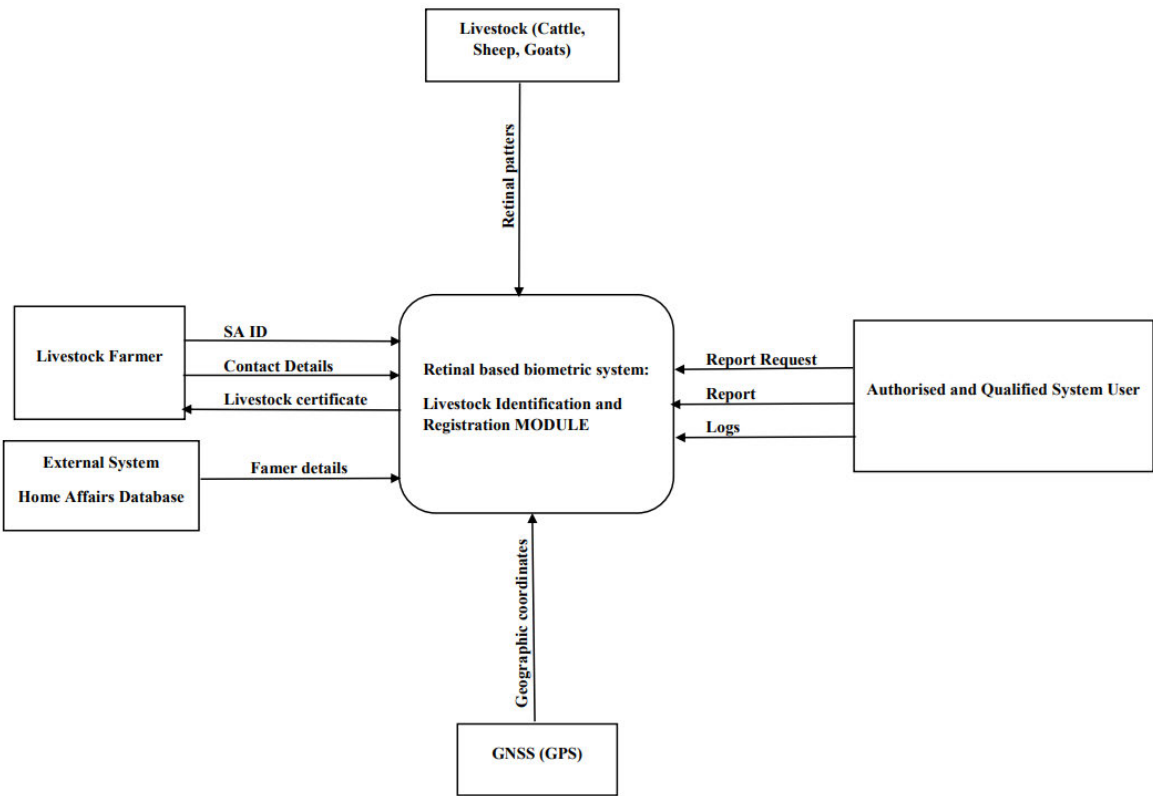 Livestock (Cattle,
Sheep, Goats)
Retinal patters
Livestock Farmer
SA ID
Contact Details
Livestock certificate
External System
Home Affairs Database
Famer details
Retinal based biometric system:
Livestock Identification and
Registration MODULE
Report Request
Report
Logs
Authorised and Qualified System User
Geographic coordinates
GNSS (GPS)